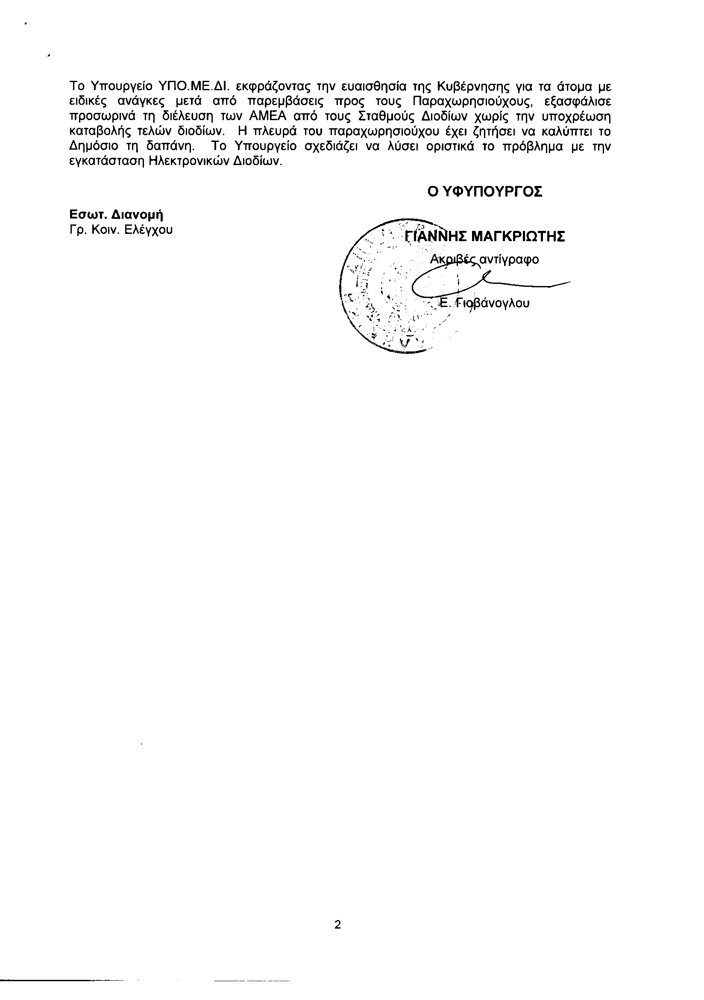 Το Υπουργείο ΥΠΟ.ΜΕ.ΔΙ. εκφράζοντας την ευαισθησία της Κυβέρνησης για τα άτομα με
ειδικές ανάγκες μετά από παρεμβάσεις προς τους Παραχωρησιούχους, εξασφάλισε
προσωρινά τη διέλευση των ΑΜΕΑ από τους Σταθμούς Διοδίων χωρίς την υποχρέωση
καταβολής τελών διοδίων. Η πλευρά του παραχωρησιούχου έχει ζητήσει να καλύπτει το
Δημόσιο τη δαπάνη. Το Υπουργείο σχεδιάζει να λύσει οριστικά το πρόβλημα με την
εγκατάσταση Ηλεκτρονικών Διοδίων.
Ο ΥΦΥΠΟΥΡΓΟΣ
Εσωτ. Διανομή
Γρ. Κοιν. Ελέγχου
ΓΙΑΝΝΗΣ ΜΑΓΚΡΙΩΤΗΣ
Ακριβές αντίγραφο
Ε. Γιοβάνογλου
2